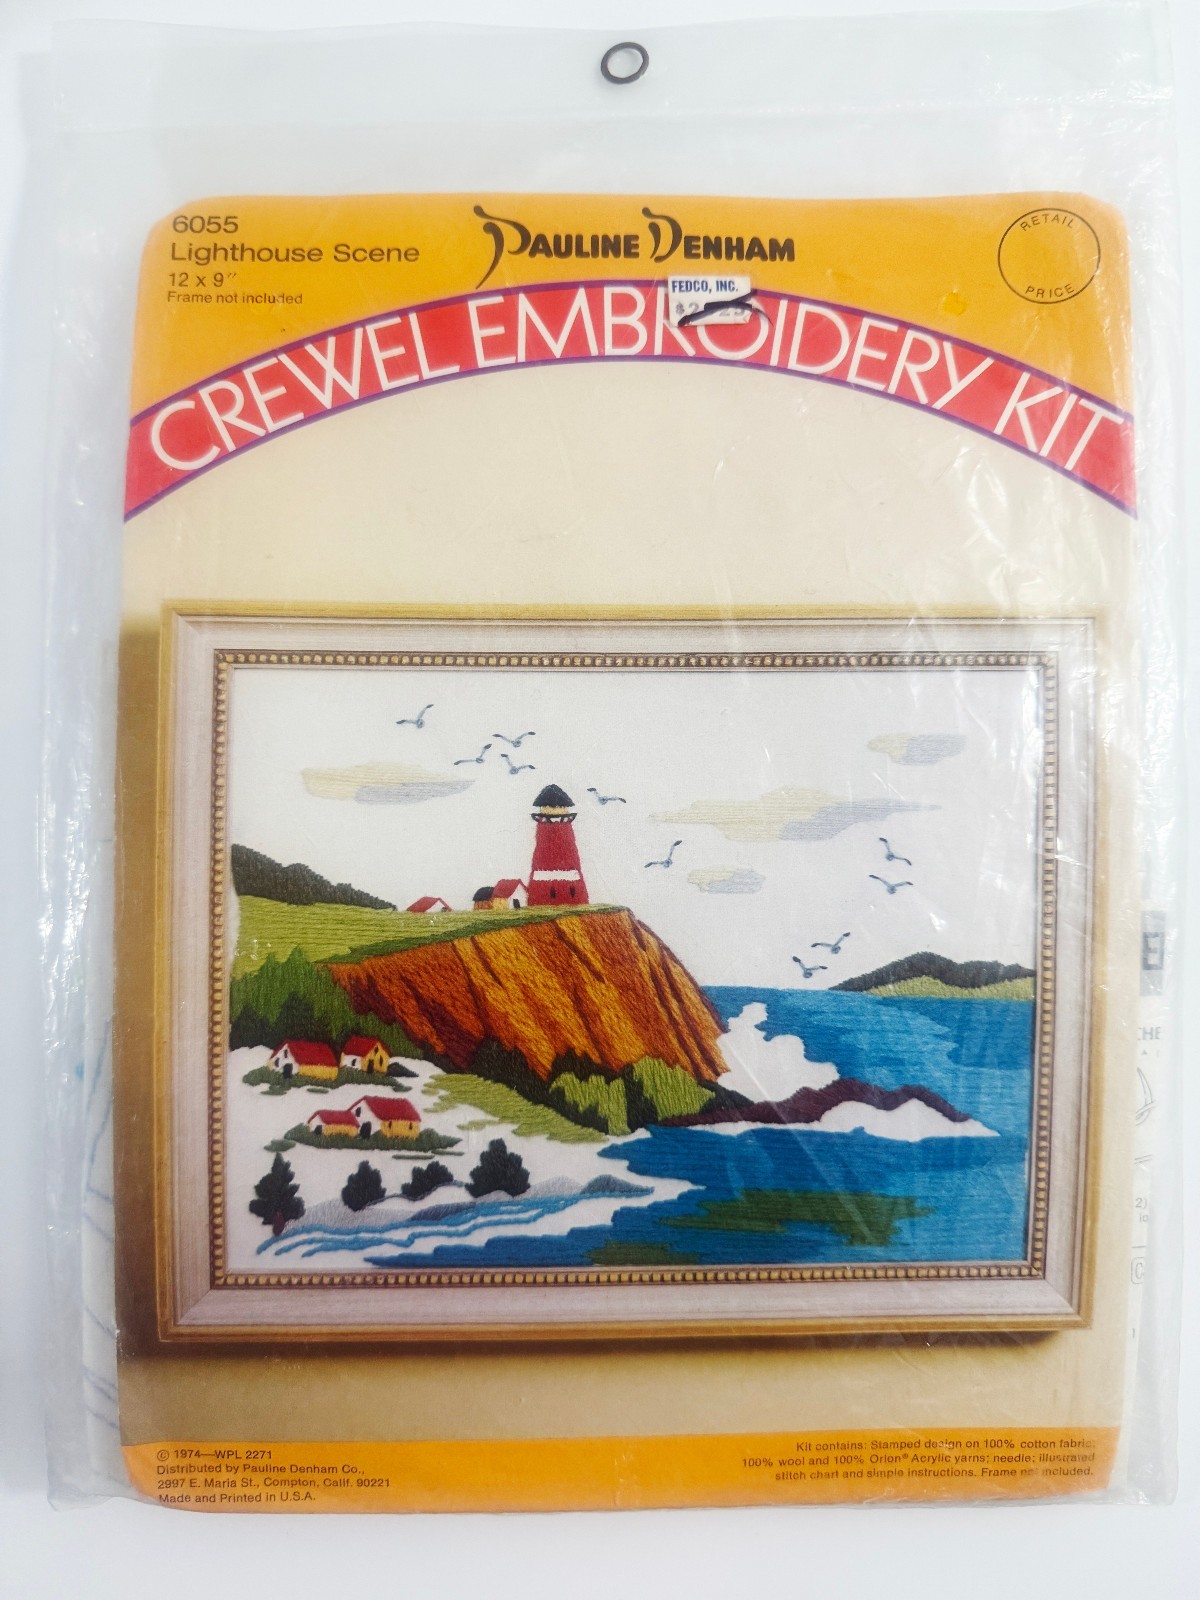 6055
Lighthouse Scene
12 x 9"
Frame not included
PAULINE DENHAM
RETAIL
PRICE
FEDCO, INC.
CREWEL EMBROIDERY KIT
© 1974—WPL 2271
Distributed by Pauline Denham Co.,
2997 E. Maria St., Compton, Calif. 90221
Made and Printed in U.S.A.
Kit contains: Stamped design on 100% cotton fabric;
100% wool and 100% Orlon® Acrylic yarns; needle; illustrated
stitch chart and simple instructions. Frame not included.